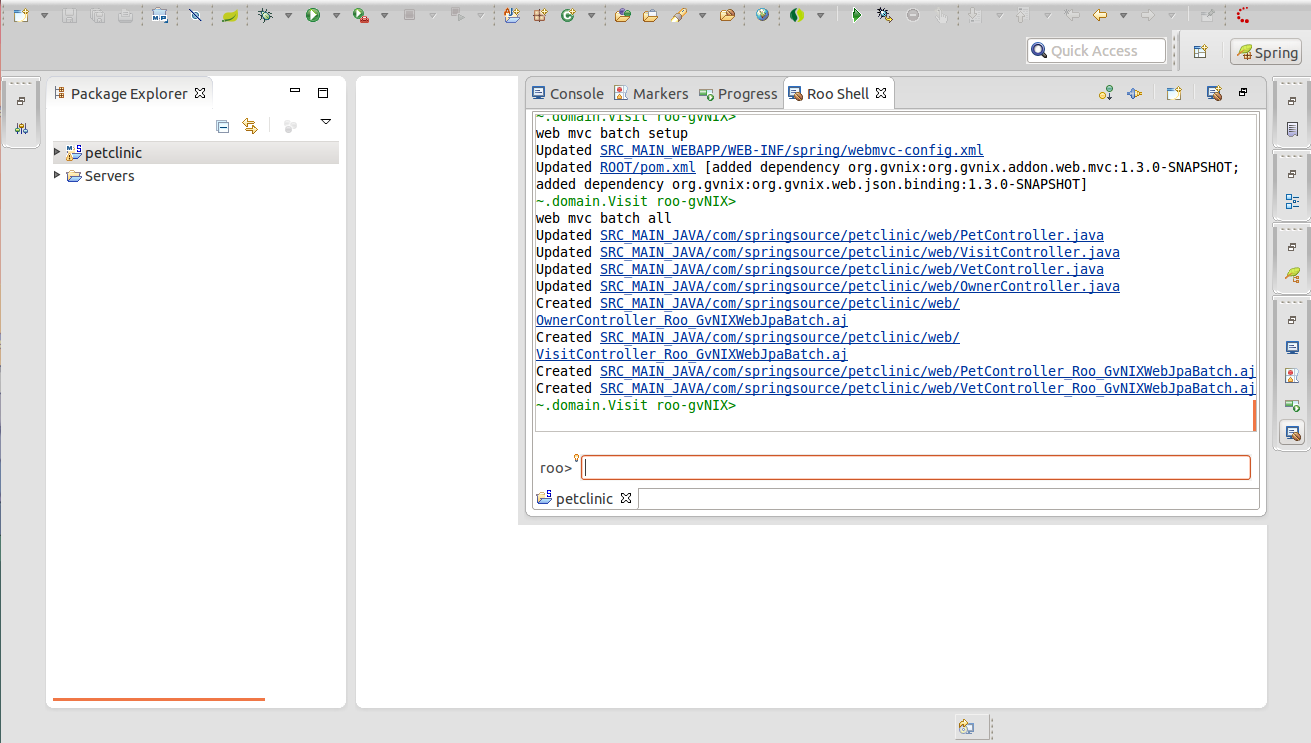 Quick Access
Spring
Package Explorer
Console
Markers
Progress
Roo Shell
petclinic
Servers
~.domain.Visit roo-gvNIX>
web mvc batch setup
Updated SRC_MAIN_WEBAPP/WEB-INF/spring/webmvc-config.xml
Updated ROOT/pom.xml [added dependency org.gvnix:org.gvnix.addon.web.mvc:1.3.0-SNAPSHOT;
added dependency org.gvnix:org.gvnix.web.json.binding:1.3.0-SNAPSHOT]
~.domain.Visit roo-gvNIX>
web mvc batch all
Updated SRC_MAIN_JAVA/com/springsource/petclinic/web/PetController.java
Updated SRC_MAIN_JAVA/com/springsource/petclinic/web/VisitController.java
Updated SRC_MAIN_JAVA/com/springsource/petclinic/web/VetController.java
Updated SRC_MAIN_JAVA/com/springsource/petclinic/web/OwnerController.java
Created SRC_MAIN_JAVA/com/springsource/petclinic/web/
OwnerController_Roo_GvNIXWebJpaBatch.aj
Created SRC_MAIN_JAVA/com/springsource/petclinic/web/
VisitController_Roo_GvNIXWebJpaBatch.aj
Created SRC_MAIN_JAVA/com/springsource/petclinic/web/PetController_Roo_GvNIXWebJpaBatch.aj
Created SRC_MAIN_JAVA/com/springsource/petclinic/web/VetController_Roo_GvNIXWebJpaBatch.aj
~.domain.Visit roo-gvNIX>
roo>
petclinic